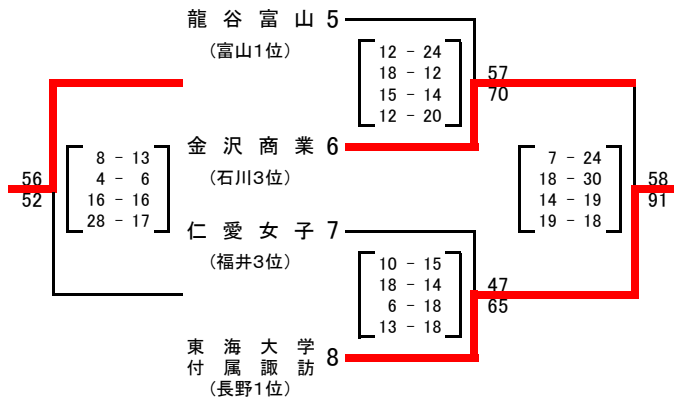 龍谷富山 5
(富山1位)
12 - 24
18 - 12
15 - 14
12 - 20
57
70
金沢商業 6
(石川3位)
8 - 13
4 - 6
16 - 16
28 - 17
56
52
7 - 24
18 - 30
14 - 19
19 - 18
58
91
仁愛女子 7
(福井3位)
10 - 15
18 - 14
6 - 18
13 - 18
47
65
東海大学
付属諏訪 8
(長野1位)